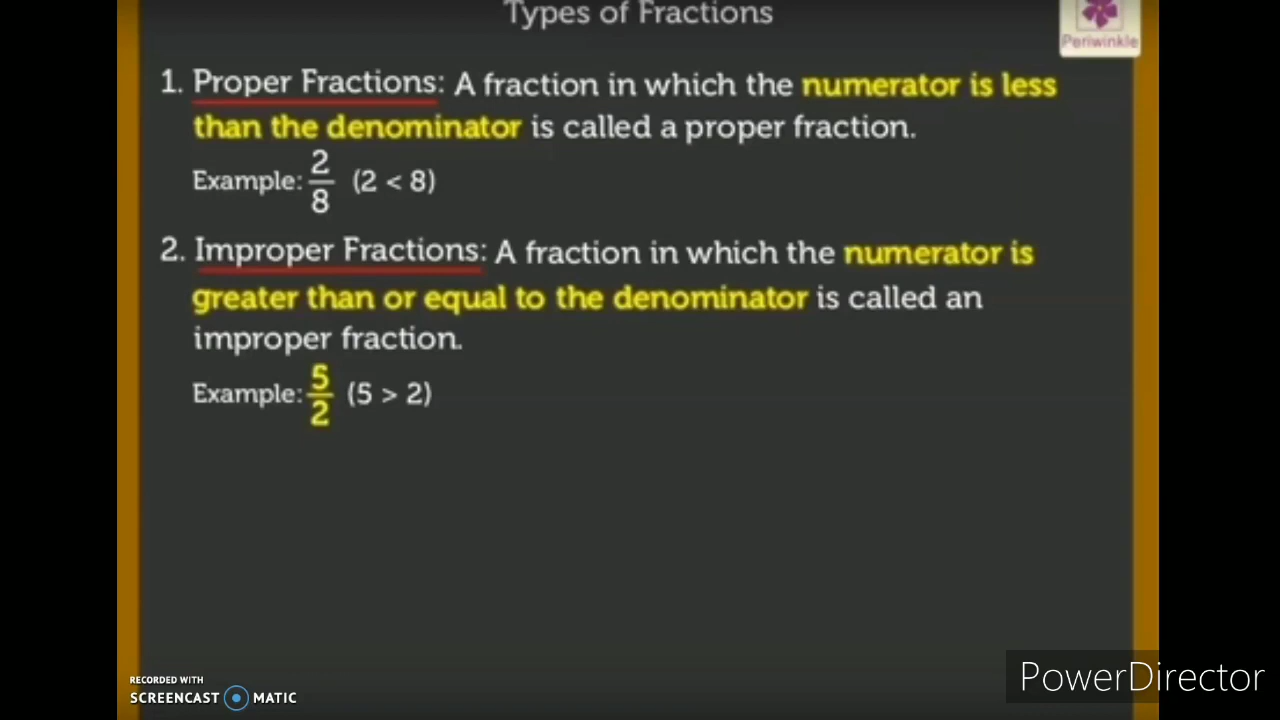 Types of Fractions
Periwinkle
1. Proper Fractions: A fraction in which the numerator is less
than the denominator is called a proper fraction.
Example: 2/8 (2 < 8)
2. Improper Fractions: A fraction in which the numerator is
greater than or equal to the denominator is called an
improper fraction.
Example: 5/2 (5 > 2)
RECORDED WITH
SCREENCAST MATIC
PowerDirector